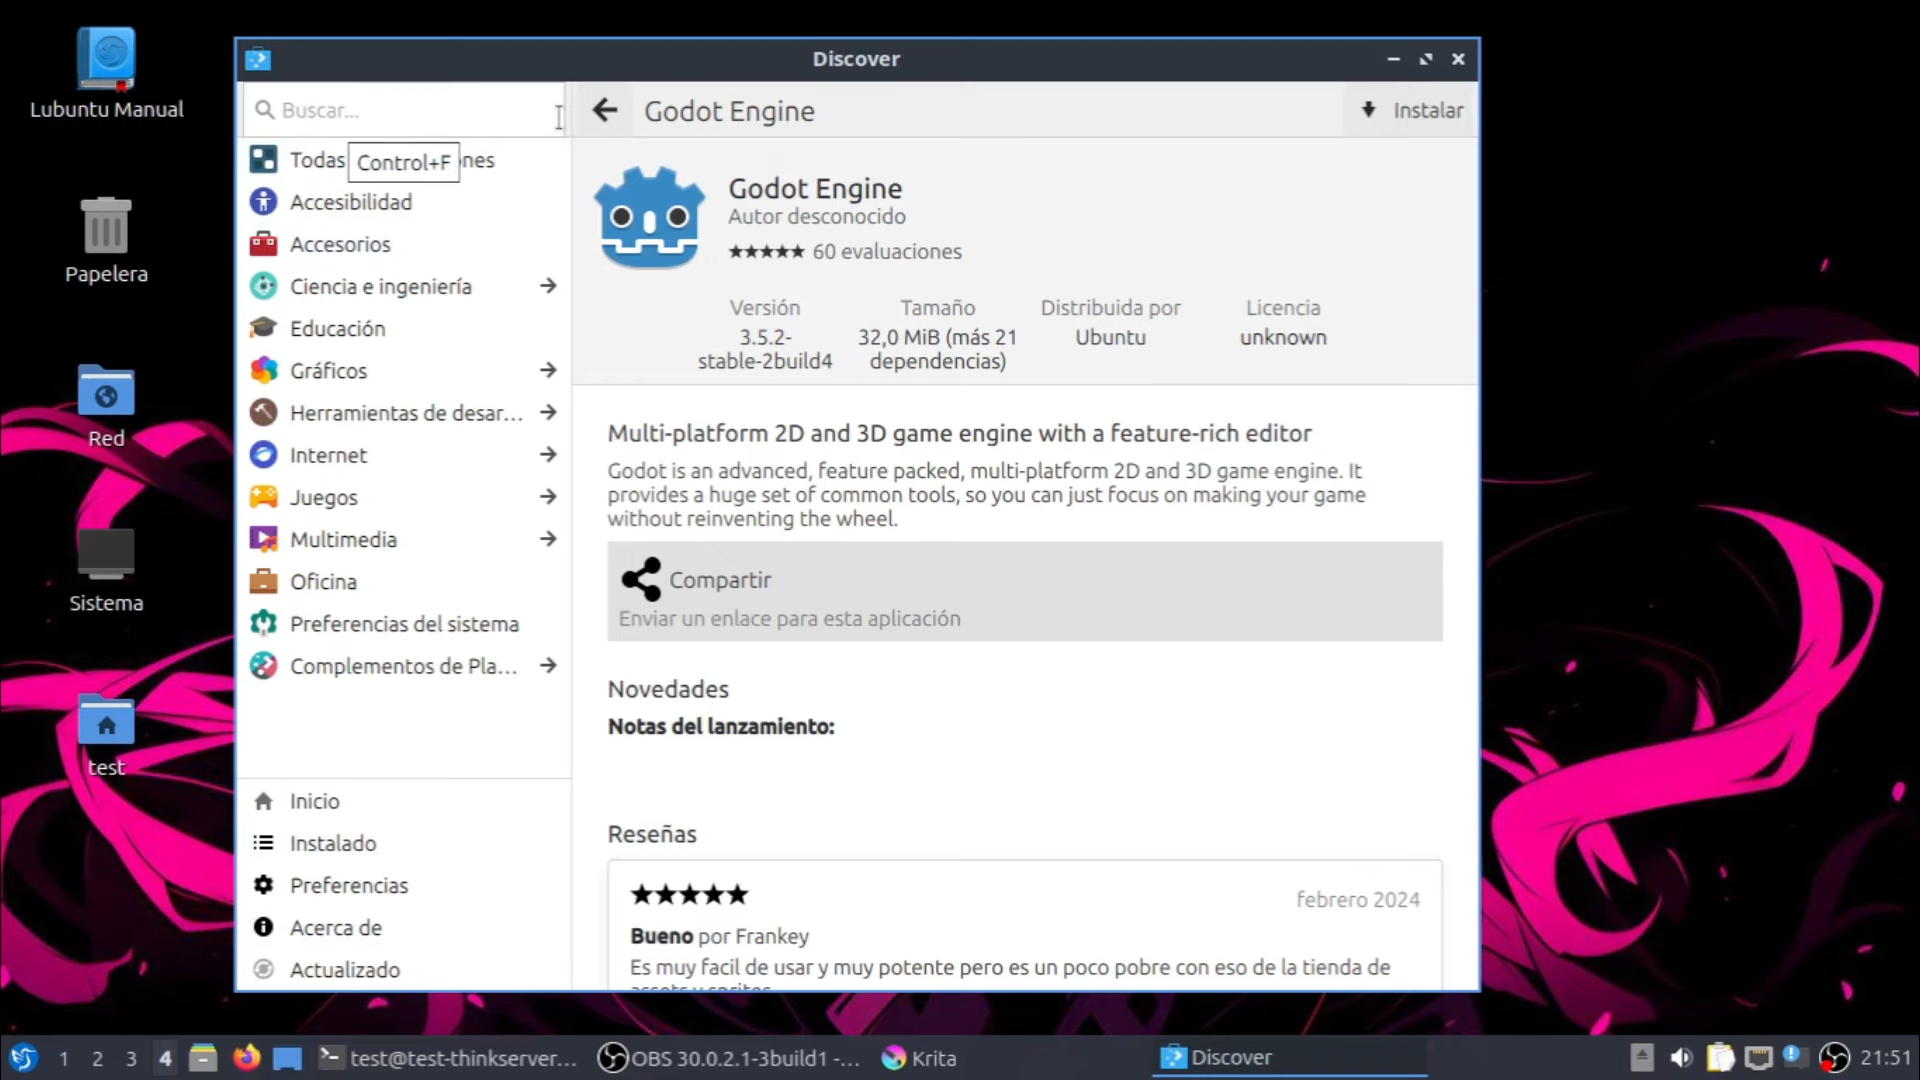 Lubuntu Manual
Papelera
Red
Sistema
test
Discover
Buscar...
Control+F
Todas
nes
Accesibilidad
Accesorios
Ciencia e ingeniería
Educación
Gráficos
Herramientas de desar...
Internet
Juegos
Multimedia
Oficina
Preferencias del sistema
Complementos de Pla...
Inicio
Instalado
Preferencias
Acerca de
Actualizado
Godot Engine
Instalar
Godot Engine
Autor desconocido
★★★★★ 60 evaluaciones
Versión
3.5.2-
stable-2build4
Tamaño
32,0 MiB (más 21
dependencias)
Distribuida por
Ubuntu
Licencia
unknown
Multi-platform 2D and 3D game engine with a feature-rich editor
Godot is an advanced, feature packed, multi-platform 2D and 3D game engine. It
provides a huge set of common tools, so you can just focus on making your game
without reinventing the wheel.
Compartir
Enviar un enlace para esta aplicación
Novedades
Notas del lanzamiento:
Reseñas
★★★★★
febrero 2024
Bueno por Frankey
Es muy facil de usar y muy potente pero es un poco pobre con eso de la tienda de
1 2 3 4
test@test-thinkserver...
OBS 30.0.2.1-3build1 -...
Krita
Discover
21:51